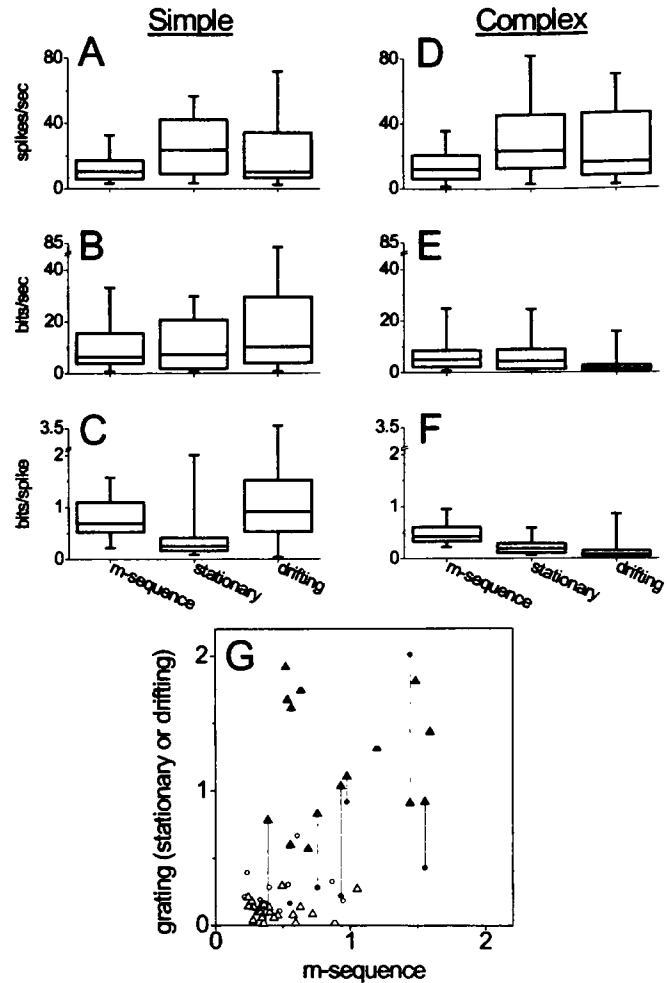 Simple
Complex
A
D
spikes/sec
80
40
0
80
40
0
B
E
bits/sec
85
40
20
0
85
40
20
0
C
F
bits/spike
3.5
2
1
0
3.5
2
1
0
m-sequence
stationary
drifting
m-sequence
stationary
drifting
G
grating (stationary or drifting)
2
1
0
0
1
2
m-sequence